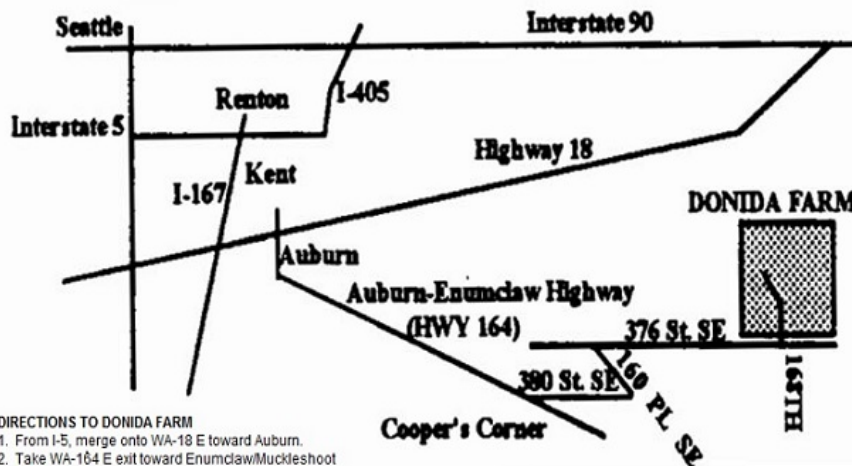 Seattle
Interstate 90
I-405
Renton
Interstate 5
Highway 18
Kent
I-167
DONIDA FARM
Auburn
Auburn-Enumclaw Highway
(HWY 164)
376 St. SE
380 St. SE
160 PL SE
168TH
Cooper's Corner
DIRECTIONS TO DONIDA FARM
1. From I-5, merge onto WA-18 E toward Auburn.
2. Take WA-164 E exit toward Enumclaw/Muckleshoot